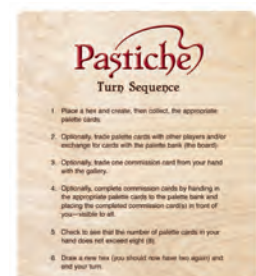 Pastiche
Turn Sequence
1. Place a hex and create, then collect, the appropriate
palette cards.
2. Optionally, trade palette cards with other players and/or
exchange for cards with the palette bank (the board).
3. Optionally, trade one commission card from your hand
with the gallery.
4. Optionally, complete commission cards by handing in
the appropriate palette cards to the palette bank and
placing the completed commission card(s) in front of
you—visible to all.
5. Check to see that the number of palette cards in your
hand does not exceed eight (8).
6. Draw a new hex (you should now have two again) and
end your turn.